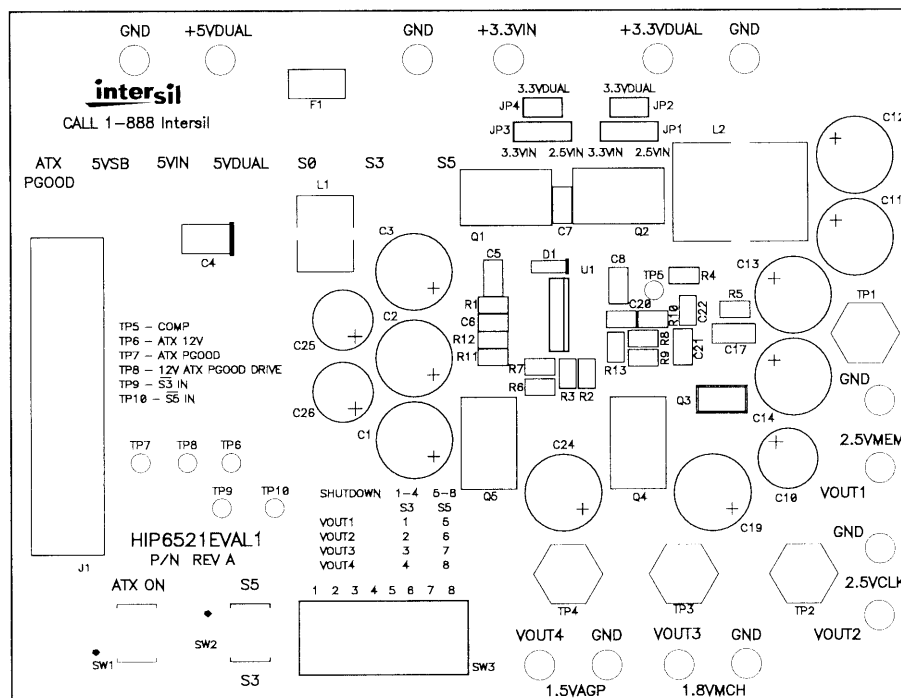 GND +5VDUAL GND +3.3VIN +3.3VDUAL GND
intersil
CALL 1-888 Intersil
F1
3.3VDUAL 3.3VDUAL
JP4 JP2
JP3 JP1
3.3VIN 2.5VIN 3.3VIN 2.5VIN
L2
C12
ATX PGOOD 5VSB 5VIN 5VDUAL S0 S3 S5
L1
C11
C4
Q1 C7 Q2
C3 C5 D1 U1 C8 TP5 R4 C13
R1 C20 R10 C22 R5 TP1
C2 C6
C25 R12 R8 C21 C17
R11 R7 R13 R9
R6 R3 R2
TP5 - COMP
TP6 - ATX 12V
TP7 - ATX PGOOD
TP8 - 12V ATX PGOOD DRIVE
TP9 - S3 IN
TP10 - S5 IN
GND
C26 C1 Q3 C14
TP7 TP8 TP6 C24 2.5VMEM
TP9 TP10 Q5 Q4 C10 VOUT1
SHUTDOWN 1-4 5-8
S3 S5
VOUT1 1 5
VOUT2 2 6
VOUT3 3 7
VOUT4 4 8
C19
HIP6521EVAL1
P/N REV A
GND
J1
ATX ON S5 1 2 3 4 5 6 7 8
2.5VCLK
TP4 TP3 TP2
SW2
VOUT4 GND VOUT3 GND VOUT2
SW1 SW3
S3
1.5VAGP 1.8VMCH